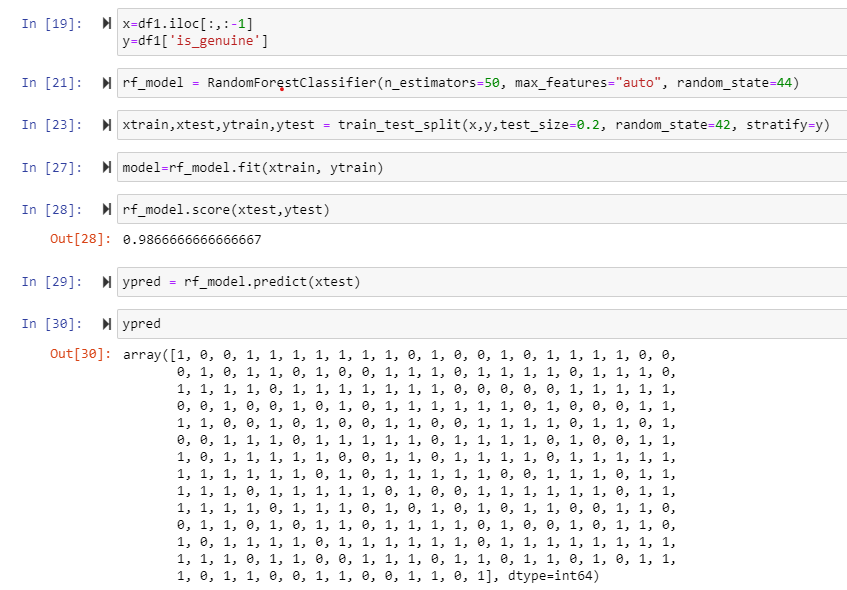 In [19]: x=df1.iloc[:,:-1]
y=df1['is_genuine']
In [21]: rf_model = RandomForestClassifier(n_estimators=50, max_features="auto", random_state=44)
In [23]: xtrain,xtest,ytrain,ytest = train_test_split(x,y,test_size=0.2, random_state=42, stratify=y)
In [27]: model=rf_model.fit(xtrain, ytrain)
In [28]: rf_model.score(xtest,ytest)
Out[28]: 0.9866666666666667
In [29]: ypred = rf_model.predict(xtest)
In [30]: ypred
Out[30]: array([1, 0, 0, 1, 1, 1, 1, 1, 1, 1, 0, 1, 0, 0, 1, 0, 1, 1, 1, 1, 0, 0,
0, 1, 0, 1, 1, 0, 1, 0, 0, 1, 1, 1, 0, 1, 1, 1, 0, 1, 1, 1, 0,
1, 1, 1, 1, 0, 1, 1, 1, 1, 1, 1, 1, 0, 0, 0, 0, 0, 1, 1, 1, 1, 1,
0, 0, 1, 0, 0, 1, 0, 1, 0, 1, 1, 1, 1, 1, 1, 0, 1, 0, 0, 0, 1, 1,
1, 1, 0, 0, 1, 0, 1, 0, 0, 1, 1, 0, 0, 1, 1, 1, 1, 0, 1, 1, 0, 1,
0, 0, 1, 1, 1, 0, 1, 1, 1, 1, 1, 0, 1, 1, 1, 1, 0, 1, 0, 0, 1, 1,
1, 0, 1, 1, 1, 1, 1, 0, 0, 1, 1, 0, 1, 1, 1, 1, 0, 1, 1, 1, 1, 1,
1, 1, 1, 1, 1, 1, 0, 1, 0, 1, 1, 1, 1, 1, 0, 0, 1, 1, 1, 0, 1, 1,
1, 1, 1, 0, 1, 1, 1, 1, 1, 0, 1, 0, 0, 1, 1, 1, 1, 1, 1, 0, 1, 1,
1, 1, 1, 1, 0, 1, 1, 1, 0, 1, 0, 1, 0, 1, 0, 1, 1, 0, 0, 1, 1, 0,
0, 1, 1, 0, 1, 0, 1, 1, 0, 1, 1, 1, 1, 0, 1, 0, 0, 1, 0, 1, 1, 0,
1, 0, 1, 1, 1, 1, 0, 1, 1, 1, 1, 1, 1, 0, 1, 1, 1, 1, 1, 1, 1, 1,
1, 1, 1, 0, 1, 1, 0, 0, 1, 1, 1, 0, 1, 1, 0, 1, 1, 0, 1, 0, 1, 1,
1, 0, 1, 1, 0, 0, 1, 1, 0, 0, 1, 1, 0, 1], dtype=int64)